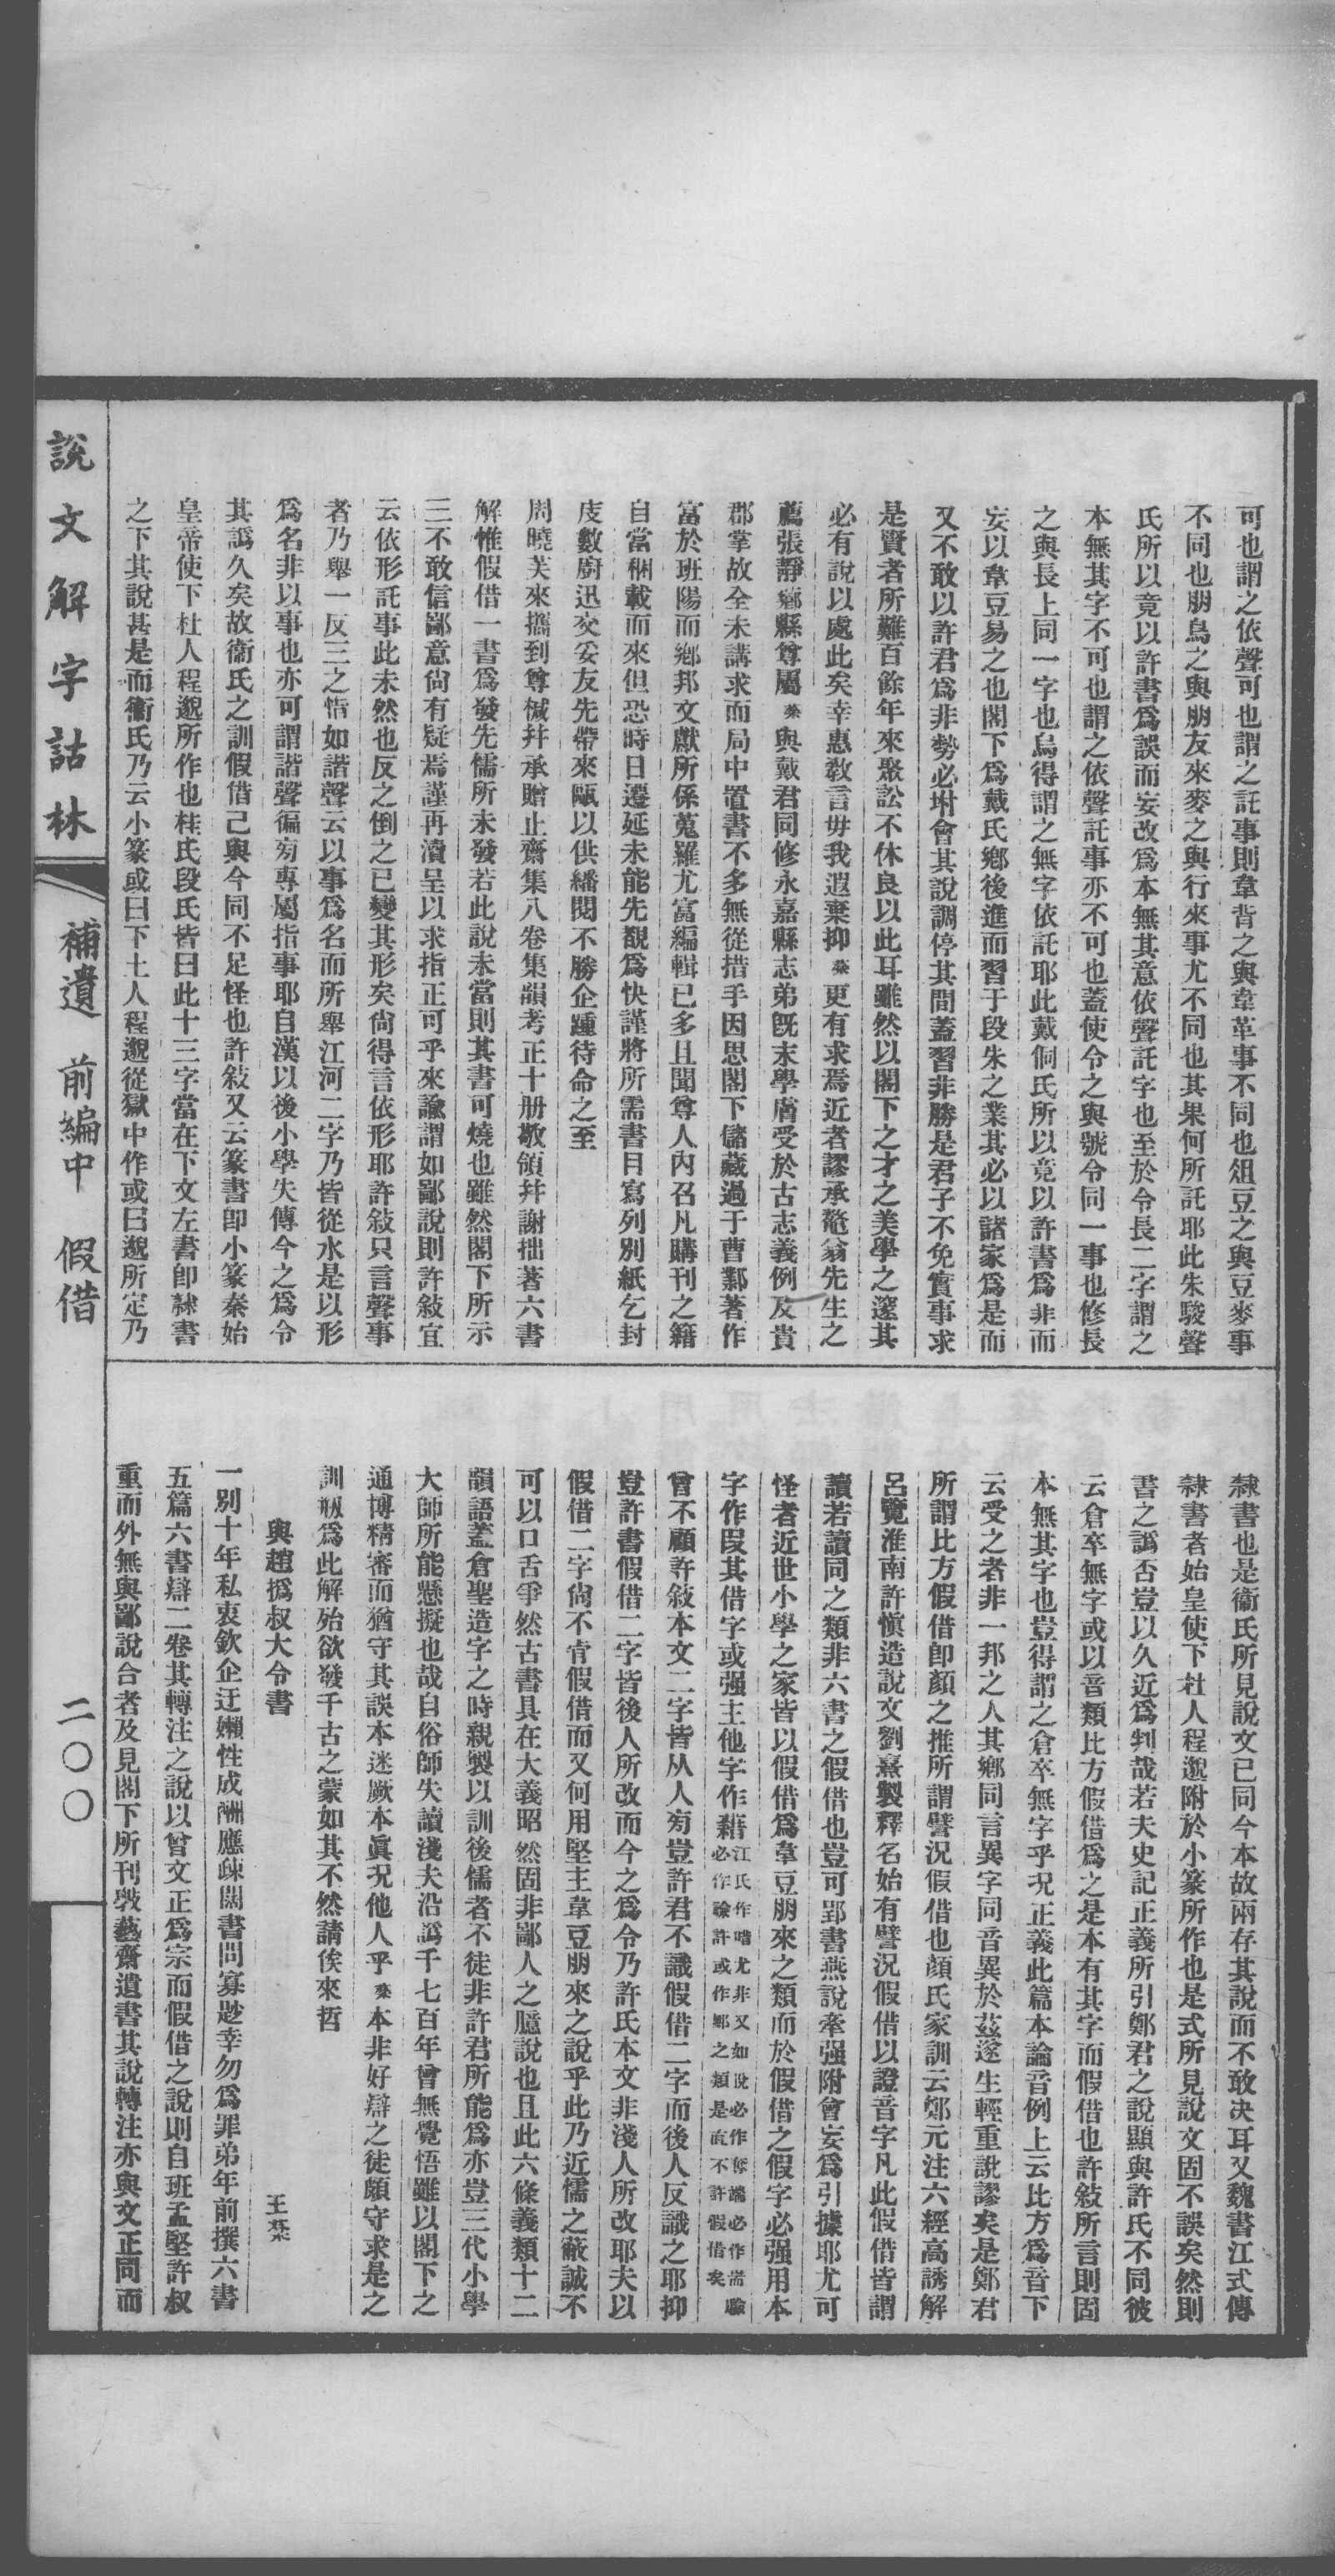 可也謂之依聲可也謂之託事則韋背之與韋革事不同也俎豆之與豆麥事
不同也朋鳥之與朋友來麥之與行來事尤不同也其果何所託耶此朱駿聲
氏所以竟以許書爲誤而妄改爲本無其意依聲託字也至於令長二字謂之
本無其字不可也謂之依聲託事亦不可也蓋使令之與號令同一事也修長
之與長上同一字也烏得謂之無字依託耶此戴侗氏所以竟以許書爲非而
妄以韋豆易之也閣下爲戴氏鄉後進而習于段朱之業其必以諸家爲是而
又不敢以許君爲非勢必坿會其說調停其間蓋習非勝是君子不免實事求
是賢者所難百餘年來聚訟不休良以此耳雖然以閣下之才之美學之邃其
必有說以處此矣幸惠敎言毋我遐棄抑棻更有求焉近者謬承菴翁先生之
薦張靜薌縣尊屬棻與戴君同修永嘉縣志弟旣末學膚受於古志義例及貴
郡掌故全未講求而局中置書不多無從措手因思閣下儲藏過于曹鄴著作
富於班陽而鄉邦文獻所係蒐羅尤富編輯已多且聞尊人內召凡購刊之籍
自當稇載而來但恐時日遷延未能先覩爲快謹將所需書目寫列別紙乞封
庋數廚迅交妥友先帶來甌以供繙閱不勝企踵待命之至
周曉芙來攜到尊椷幷承贈止齋集八卷集韻考正十册敬領幷謝拙著六書
解惟假借一書爲發先儒所未發若此說未當則其書可燒也雖然閣下所示
三不敢信鄙意尙有疑焉謹再瀆呈以求指正可乎來諭謂如鄙說則許敍宜
云依形託事此未然也反之倒之已變其形矣尙得言依形耶許敍只言聲事
者乃舉一反三之恉如諧聲云以事爲名而所舉江河二字乃皆從水是以形
爲名非以事也亦可謂諧聲徧旁專屬指事耶自漢以後小學失傳今之爲令
其譌久矣故衞氏之訓假借己與今同不足怪也許敍又云篆書卽小篆秦始
皇帝使下杜人程邈所作也桂氏段氏皆曰此十三字當在下文左書卽隸書
之下其說甚是而衞氏乃云小篆或曰下土人程邈從獄中作或曰邈所定乃
隸書也是衞氏所見說文已同今本故兩存其說而不敢决耳又魏書江式傳
隸書者始皇使下杜人程邈附於小篆所作也是式所見說文固不誤矣然則
書之譌否豈以久近爲判哉若夫史記正義所引鄭君之說顯與許氏不同彼
云倉卒無字或以音類比方假借爲之是本有其字而假借也許敍所言則固
本無其字也豈得謂之倉卒無字乎况正義此篇本論音例上云比方爲音下
云受之者非一邦之人其鄉同言異字同音異於茲遂生輕重訛謬矣是鄭君
所謂比方假借卽顏之推所謂譬況假借也顏氏家訓云鄭元注六經高誘解
呂覽淮南許愼造說文劉熹製釋名始有譬況假借以證音字凡此假借皆謂
讀若讀同之類非六書之假借也豈可郢書燕說牽强附會妄爲引據耶尤可
怪者近世小學之家皆以假借爲韋豆朋來之類而於假借之假字必强用本
字作叚其借字或强主他字作藉江氏作唶尤非又如說必作敓端必作耑驗必作譣許或作鄦之類是直不許假借矣
曾不顧許敍本文二字皆从人旁豈許君不識假借二字而後人反識之耶抑
豈許書假借二字皆後人所改而今之爲令乃許氏本文非淺人所改耶夫以
假借二字尙不肯假借而又何用堅主韋豆朋來之說乎此乃近儒之蔽誠不
可以口舌爭然古書具在大義昭然固非鄙人之臆說也且此六條義類十二
韻語蓋倉聖造字之時親製以訓後儒者不徒非許君所能爲亦豈三代小學
大師所能懸擬也哉自俗師失讀淺夫沿譌千七百年曾無覺悟雖以閣下之
通博精審而猶守其誤本迷厥本眞况他人乎棻本非好辯之徒頗守求是之
訓觝爲此解殆欲發千古之蒙如其不然請俟來哲
與趙撝叔大令書　王棻
一別十年私衷欽企迂嬾性成酬應疎闊書問寡尠幸勿爲罪弟年前撰六書
五篇六書辯二卷其轉注之說以曾文正爲宗而假借之說則自班孟堅許叔
重而外無與鄙說合者及見閣下所刊斅藝齋遺書其說轉注亦與文正同而
說文解字詁林　補遺　前編中　假借　二〇〇